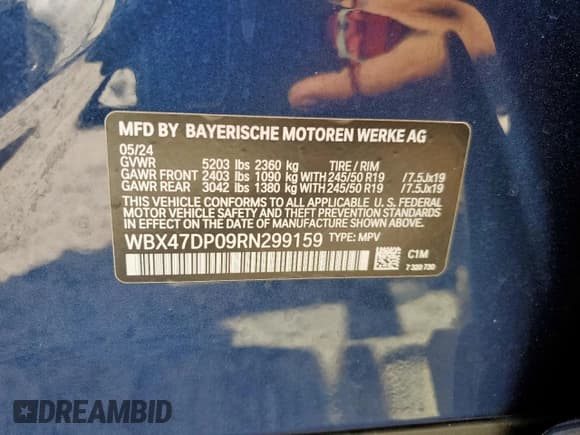 MFD BY BAYERISCHE MOTOREN WERKE AG
05/24
GVWR 5203 lbs 2360 kg TIRE / RIM
GAWR FRONT 2403 lbs 1090 kg WITH 245/50 R19 /7.5Jx19
GAWR REAR 3042 lbs 1380 kg WITH 245/50 R19 /7.5Jx19
THIS VEHICLE CONFORMS TO ALL APPLICABLE U. S. FEDERAL
MOTOR VEHICLE SAFETY AND THEFT PREVENTION STANDARDS
IN EFFECT ON THE DATE OF MANUFACTURE SHOWN ABOVE.
WBX47DP09RN299159 TYPE: MPV
C1M
7 320 730
DREAMBID